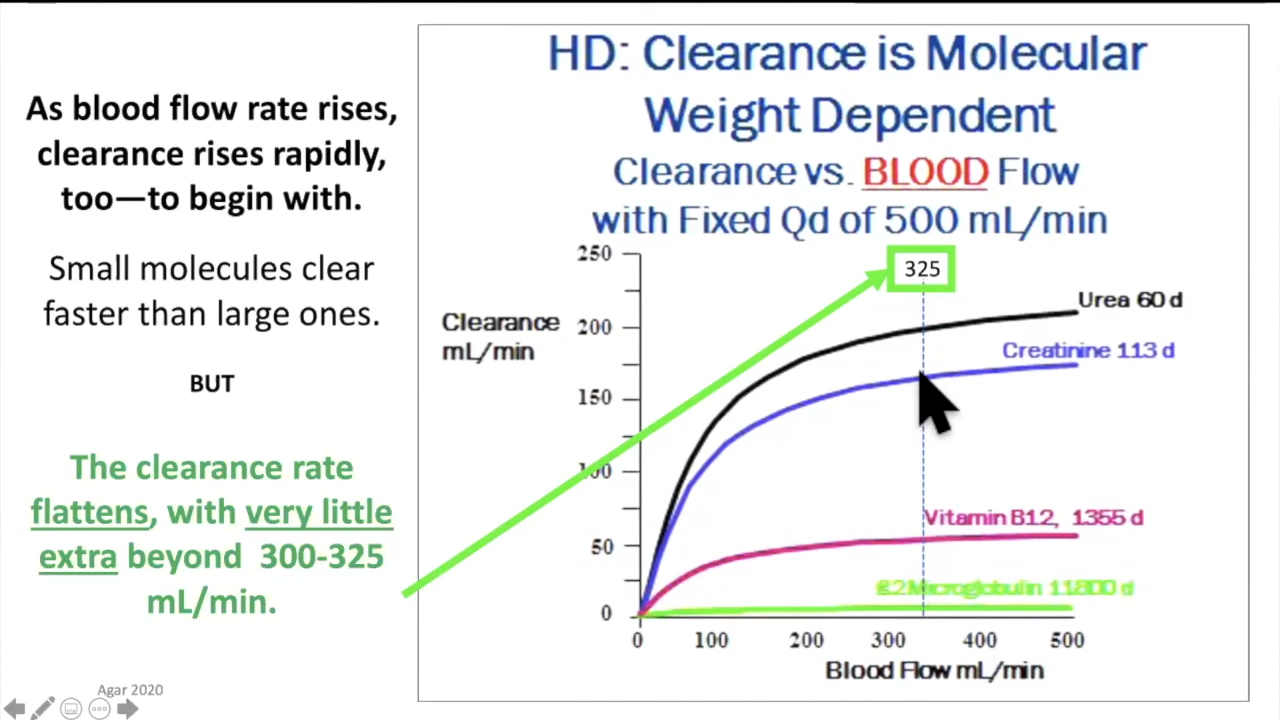 As blood flow rate rises,
clearance rises rapidly,
too—to begin with.
Small molecules clear
faster than large ones.
BUT
The clearance rate
flattens, with very little
extra beyond 300-325
mL/min.
Agar 2020
HD: Clearance is Molecular
Weight Dependent
Clearance vs. BLOOD Flow
with Fixed Qd of 500 mL/min
250
325
Urea 60 d
Clearance
mL/min
200
Creatinine 113 d
150
100
Vitamin B12, 1355 d
50
Microglobulin 11800 d
0
0 100 200 300 400 500
Blood Flow mL/min